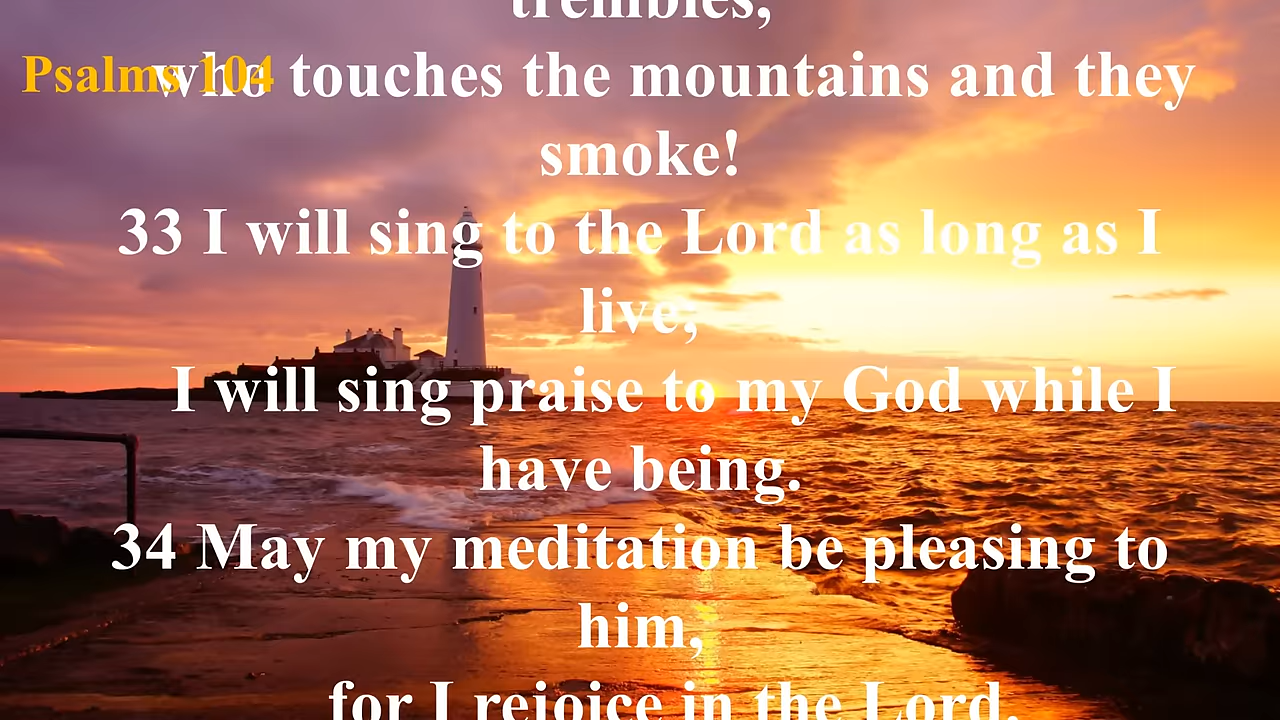 trembles,
Psalms 104
who touches the mountains and they
smoke!
33 I will sing to the Lord as long as I
live;
I will sing praise to my God while I
have being.
34 May my meditation be pleasing to
him,
for I rejoice in the Lord.